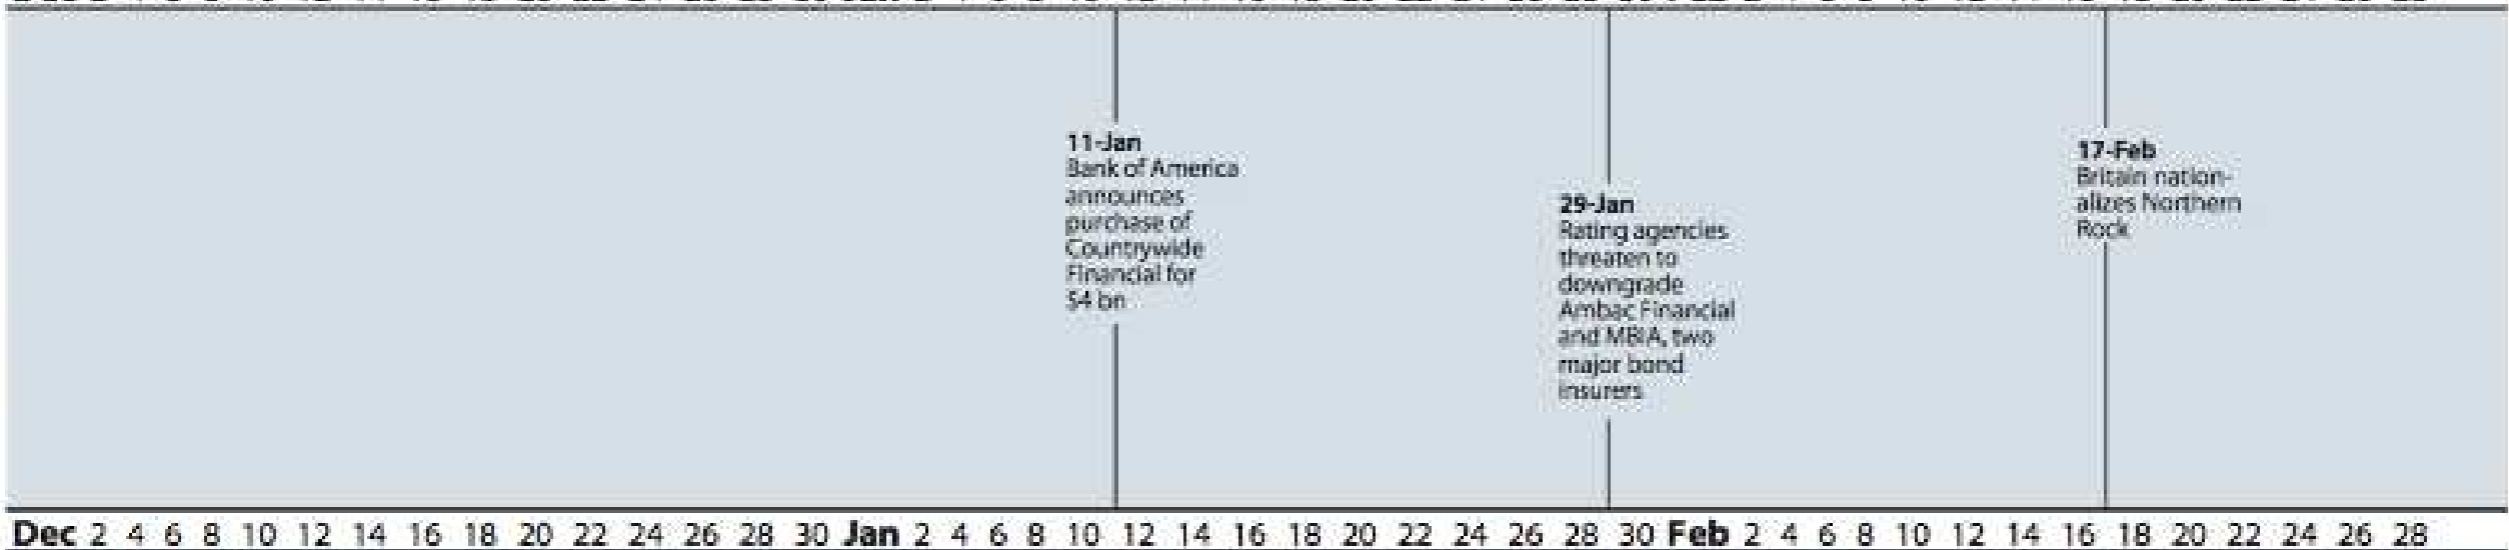 11-Jan
Bank of America
announces
purchase of
Countrywide
Financial for
$4 bn
29-Jan
Rating agencies
threaten to
downgrade
Ambac Financial
and MBIA, two
major bond
insurers
17-Feb
Britain nation-
alizes Northern
Rock
Dec 2 4 6 8 10 12 14 16 18 20 22 24 26 28 30 Jan 2 4 6 8 10 12 14 16 18 20 22 24 26 28 30 Feb 2 4 6 8 10 12 14 16 18 20 22 24 26 28